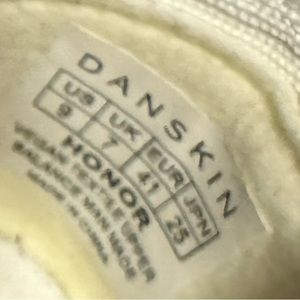 DANSKIN
US UK EUR JPN
9 7 41 25
HONOR
VEGAN TEXTILE UPPER
BALANCE MAN MADE
MADE IN CHINA